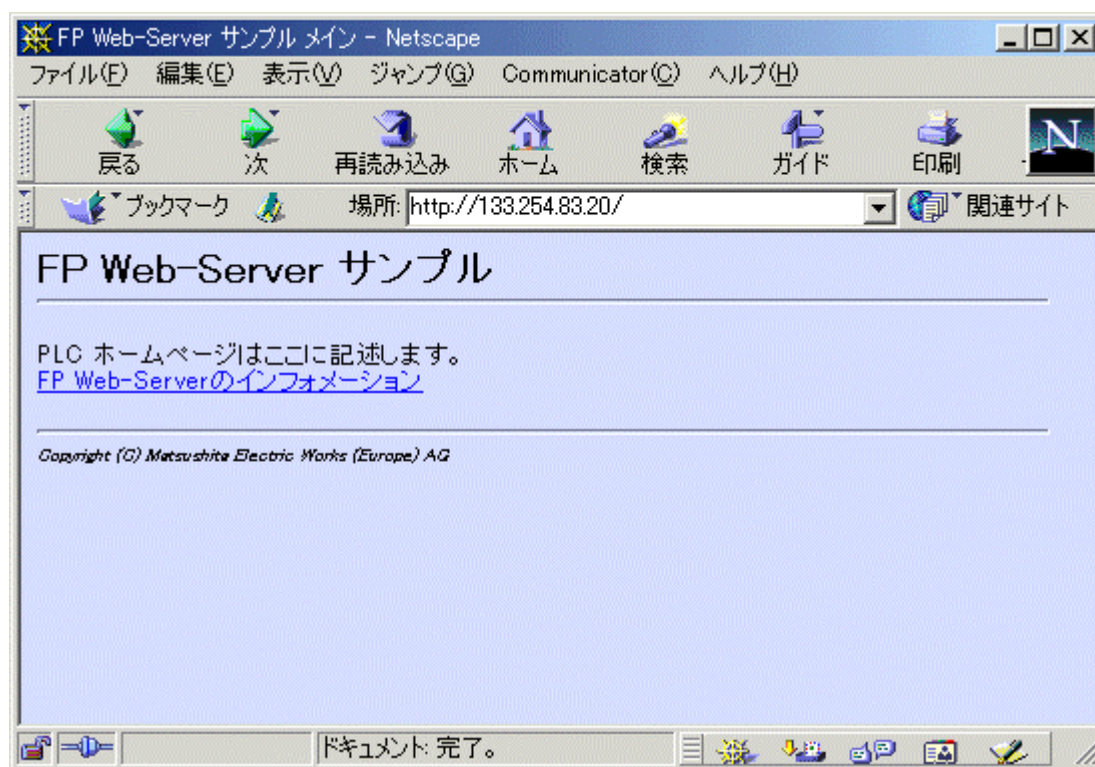 FP Web-Server サンプル メイン - Netscape
ファイル(F) 編集(E) 表示(V) ジャンプ(G) Communicator(C) ヘルプ(H)
戻る 次 再読み込み ホーム 検索 ガイド 印刷 N
ブックマーク 場所: http://133.254.83.20/ 関連サイト
FP Web-Server サンプル
PLC ホームページはここに記述します。
FP Web-Serverのインフォメーション
Copyright (C) Matsushita Electric Works (Europe) AG
ドキュメント: 完了。